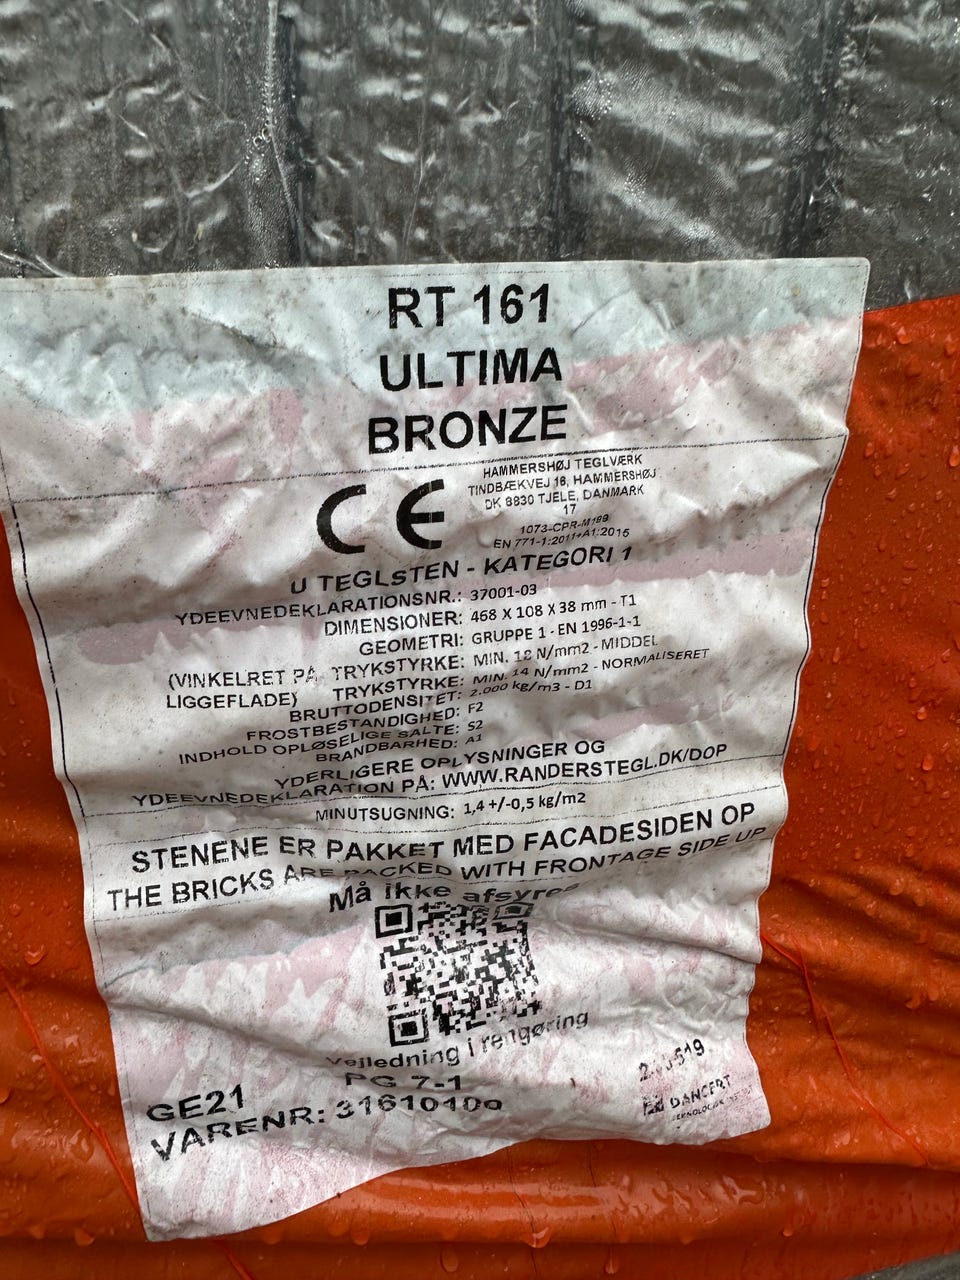 RT 161
ULTIMA
BRONZE
CE
HAMMERSHØJ TEGLVÆRK
TINDBÆKVEJ 16, HAMMERSHØJ
DK 8830 TJELE, DANMARK
17
1073-CPR-M199
EN 771-1:2011+A1:2015
U TEGLSTEN - KATEGORI 1
YDEEVNEDEKLARATIONSNR.: 37001-03
DIMENSIONER: 468 X 108 X 38 mm - T1
GEOMETRI: GRUPPE 1 - EN 1996-1-1
(VINKELRET PÅ TRYKSTYRKE: MIN. 18 N/mm2 - MIDDEL
LIGGEFLADE) TRYKSTYRKE: MIN. 14 N/mm2 - NORMALISERET
BRUTTODENSITET: 2.000 kg/m3 - D1
FROSTBESTANDIGHED: F2
INDHOLD OPLØSELIGE SALTE: S2
BRANDBARHED: A1
YDERLIGERE OPLYSNINGER OG
YDEEVNEDEKLARATION PÅ: WWW.RANDERSTEGL.DK/DOP
MINUTSUGNING: 1,4 +/-0,5 kg/m2
STENENE ER PAKKET MED FACADESIDEN OP
THE BRICKS ARE PACKED WITH FRONTAGE SIDE UP
Må ikke afsyres
Vejledning i rengøring
PG 7-1
GE21
VARENR: 31610100
DANCERT